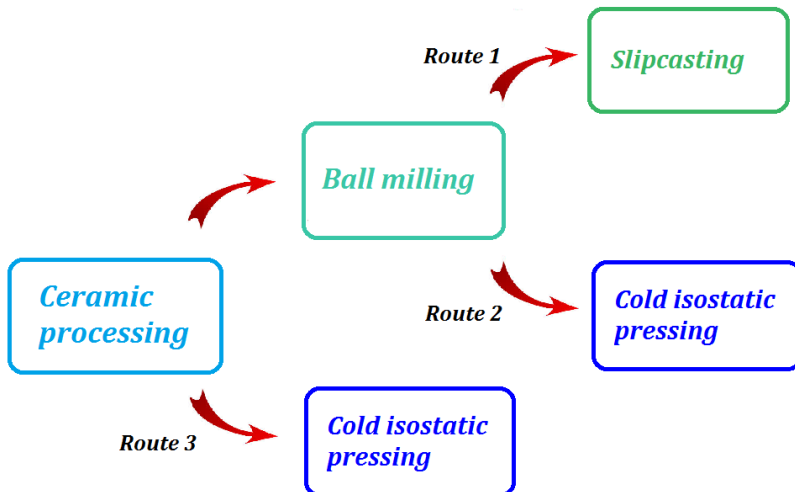 Route 1
Slipcasting
Ball milling
Ceramic
processing
Route 2
Cold isostatic
pressing
Route 3
Cold isostatic
pressing